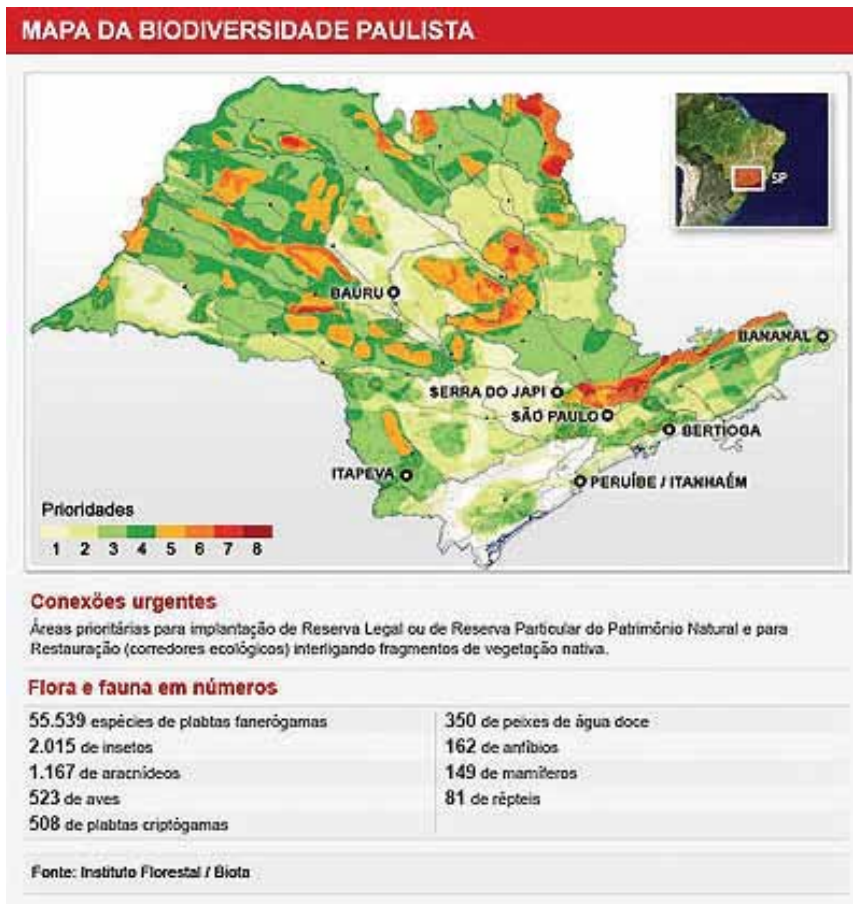 MAPA DA BIODIVERSIDADE PAULISTA
SP
BAURU
BANANAL
SERRA DO JAPI
SÃO PAULO
BERTIOGA
ITAPEVA
PERUÍBE / ITANHAÉM
Prioridades
1 2 3 4 5 6 7 8
Conexões urgentes
Áreas prioritárias para implantação de Reserva Legal ou de Reserva Particular do Patrimônio Natural e para
Restauração (corredores ecológicos) interligando fragmentos de vegetação nativa.
Flora e fauna em números
55.539 espécies de plabtas fanerógamas
2.015 de insetos
1.167 de aracnídeos
523 de aves
508 de plabtas criptógamas
350 de peixes de água doce
162 de anfíbios
149 de mamíferos
81 de répteis
Fonte: Instituto Florestal / Biota